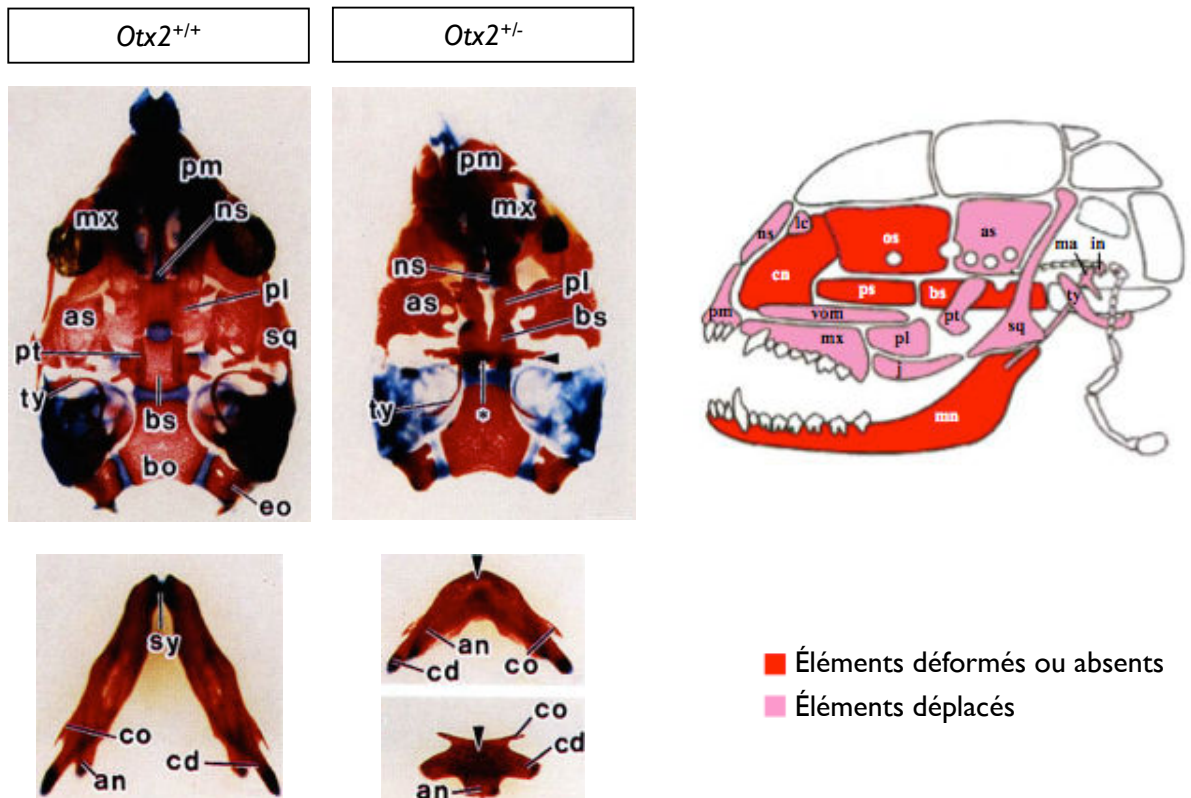 Otx2+/+
Otx2+/-
pm
mx
ns
pl
as
sq
pt
ty
bs
bo
eo
pm
mx
ns
pl
as
bs
ty
*
sy
co
an
cd
an
cd
co
co
cd
an
ns
lc
os
as
ma in
cn
ps
bs
ty
pm
vom
pt
mx
pl
sq
j
mn
Éléments déformés ou absents
Éléments déplacés